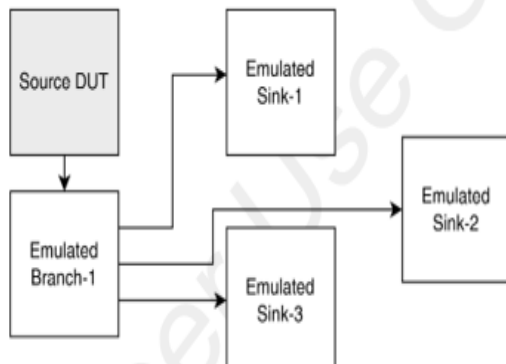 Source DUT
Emulated
Sink-1
Emulated
Sink-2
Emulated
Branch-1
Emulated
Sink-3